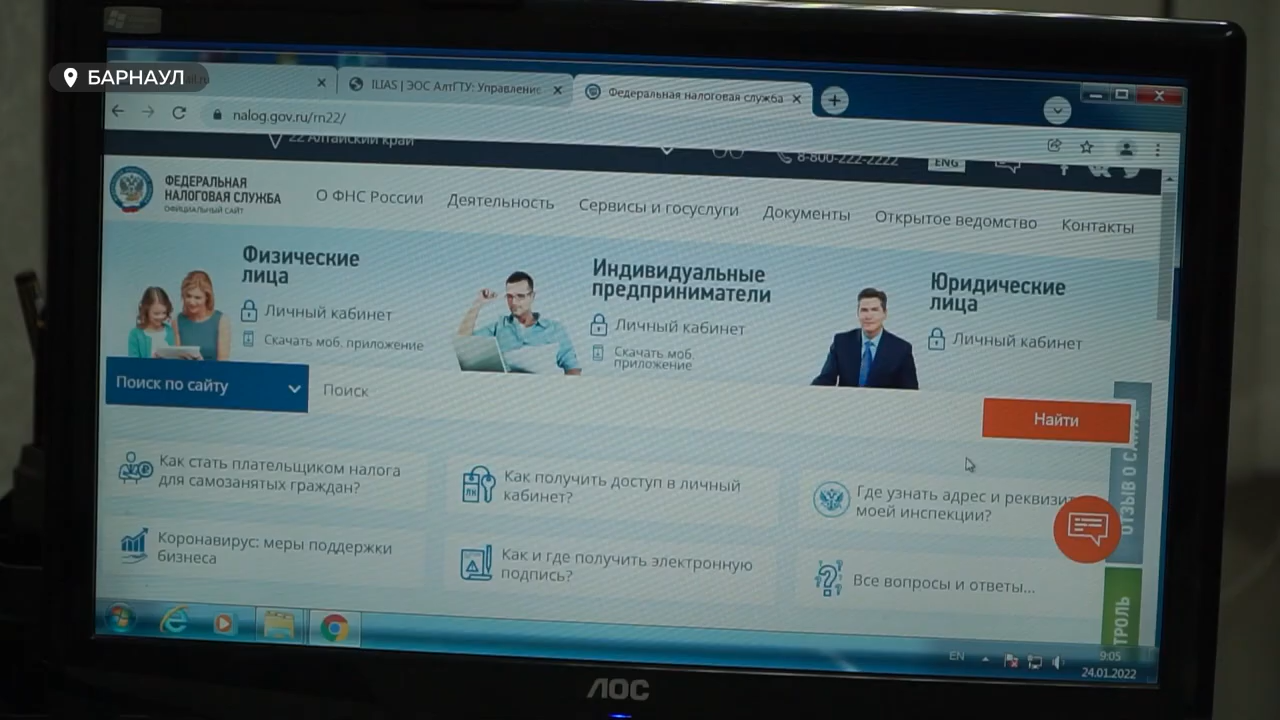 БАРНАУЛ
ILIAS | ЭОС АлтГТУ: Управление
Федеральная налоговая служба
nalog.gov.ru/rn22/
22 Алтайский край
8-800-222-2222
ENG
ФЕДЕРАЛЬНАЯ
НАЛОГОВАЯ СЛУЖБА
ОФИЦИАЛЬНЫЙ САЙТ
О ФНС России
Деятельность
Сервисы и госуслуги
Документы
Открытое ведомство
Контакты
Физические
лица
Личный кабинет
Скачать моб. приложение
Индивидуальные
предприниматели
Личный кабинет
Скачать моб.
приложение
Юридические
лица
Личный кабинет
Поиск по сайту
Поиск
Найти
Как стать плательщиком налога
для самозанятых граждан?
Как получить доступ в личный
кабинет?
ЛК
Где узнать адрес и реквизит
моей инспекции?
ОТЗЫВ О САЙТЕ
Коронавирус: меры поддержки
бизнеса
Как и где получить электронную
подпись?
Все вопросы и ответы...
ТРОЛЬ
EN
9:05
24.01.2022
AOC